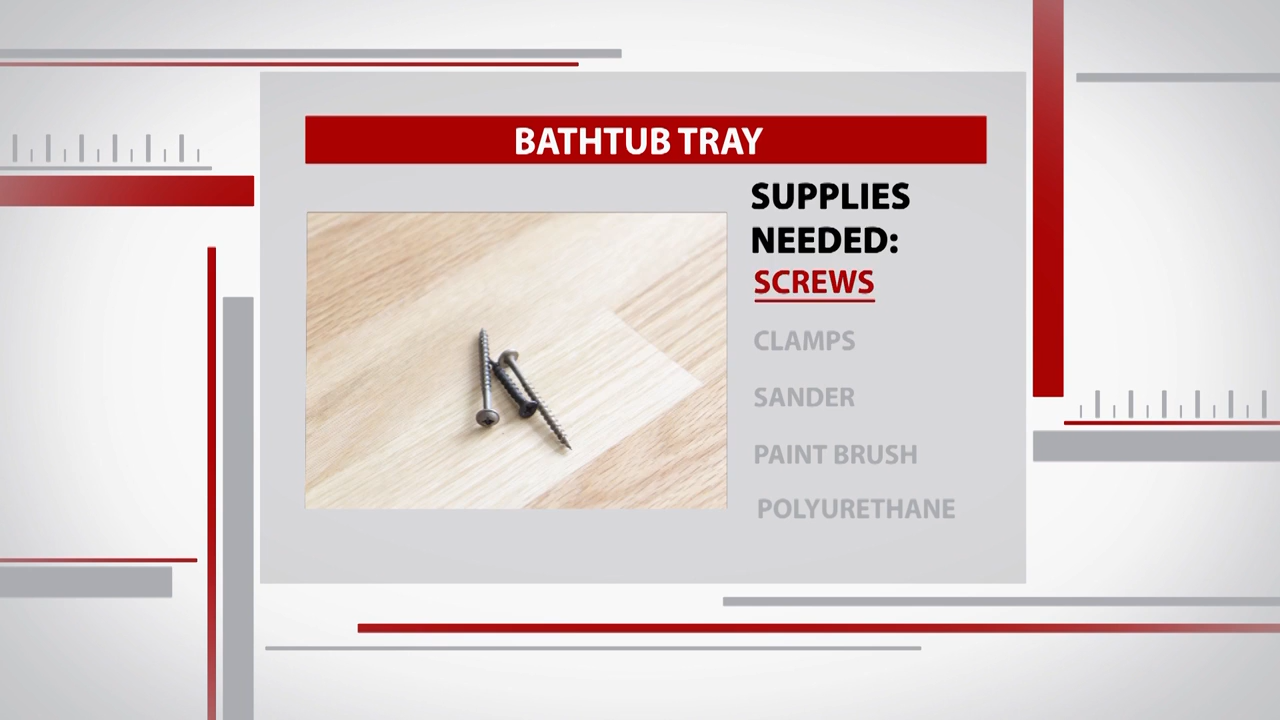 BATHTUB TRAY
SUPPLIES
NEEDED:
SCREWS
CLAMPS
SANDER
PAINT BRUSH
POLYURETHANE